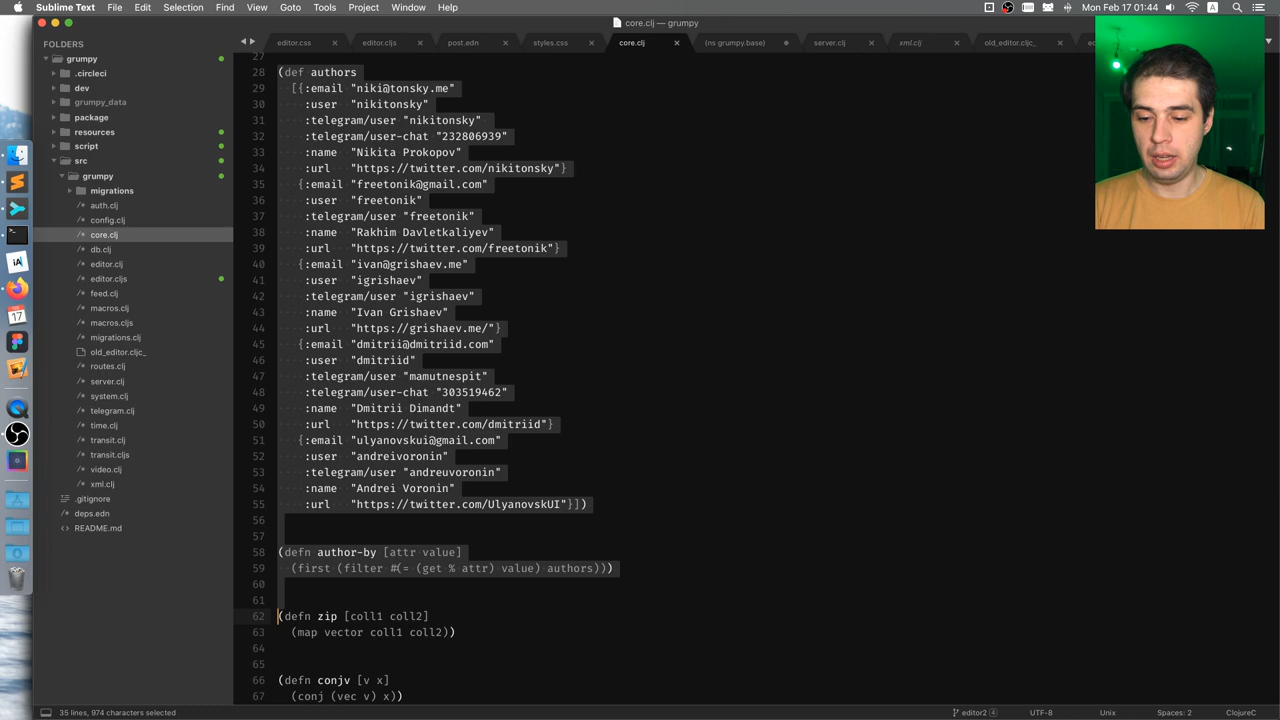 Sublime Text File Edit Selection Find View Goto Tools Project Window Help
A Mon Feb 17 01:44
core.clj — grumpy
FOLDERS
grumpy
.circleci
dev
grumpy_data
package
resources
script
src
grumpy
migrations
auth.clj
config.clj
core.clj
db.clj
editor.clj
editor.cljs
feed.clj
macros.clj
macros.cljs
migrations.clj
old_editor.cljc_
routes.clj
server.clj
system.clj
telegram.clj
time.clj
transit.clj
transit.cljs
video.clj
xml.clj
.gitignore
deps.edn
README.md
editor.css editor.cljs post.edn styles.css core.clj (ns grumpy.base) server.clj xml.clj old_editor.cljc_
27
28 (def authors
29 [{:email "niki@tonsky.me"
30 :user "nikitonsky"
31 :telegram/user "nikitonsky"
32 :telegram/user-chat "232806939"
33 :name "Nikita Prokopov"
34 :url "https://twitter.com/nikitonsky"}
35 {:email "freetonik@gmail.com"
36 :user "freetonik"
37 :telegram/user "freetonik"
38 :name "Rakhim Davletkaliyev"
39 :url "https://twitter.com/freetonik"}
40 {:email "ivan@grishaev.me"
41 :user "igrishaev"
42 :telegram/user "igrishaev"
43 :name "Ivan Grishaev"
44 :url "https://grishaev.me/"}
45 {:email "dmitrii@dmitriid.com"
46 :user "dmitriid"
47 :telegram/user "mamutnespit"
48 :telegram/user-chat "303519462"
49 :name "Dmitrii Dimandt"
50 :url "https://twitter.com/dmitriid"}
51 {:email "ulyanovskui@gmail.com"
52 :user "andreivoronin"
53 :telegram/user "andreuvoronin"
54 :name "Andrei Voronin"
55 :url "https://twitter.com/UlyanovskUI"}])
56
57
58 (defn author-by [attr value]
59 (first (filter #(= (get % attr) value) authors)))
60
61
62 (defn zip [coll1 coll2]
63 (map vector coll1 coll2))
64
65
66 (defn conjv [v x]
67 (conj (vec v) x))
35 lines, 974 characters selected
editor2 4 UTF-8 Unix Spaces: 2 ClojureC